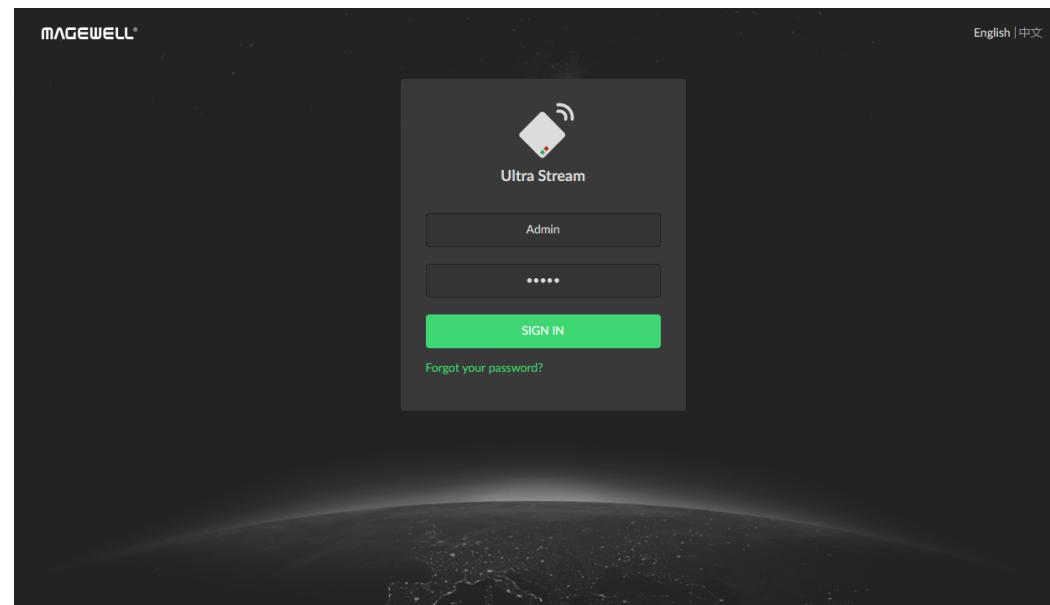 MAGEWELL®
English | 中文
Ultra Stream
Admin
•••••
SIGN IN
Forgot your password?